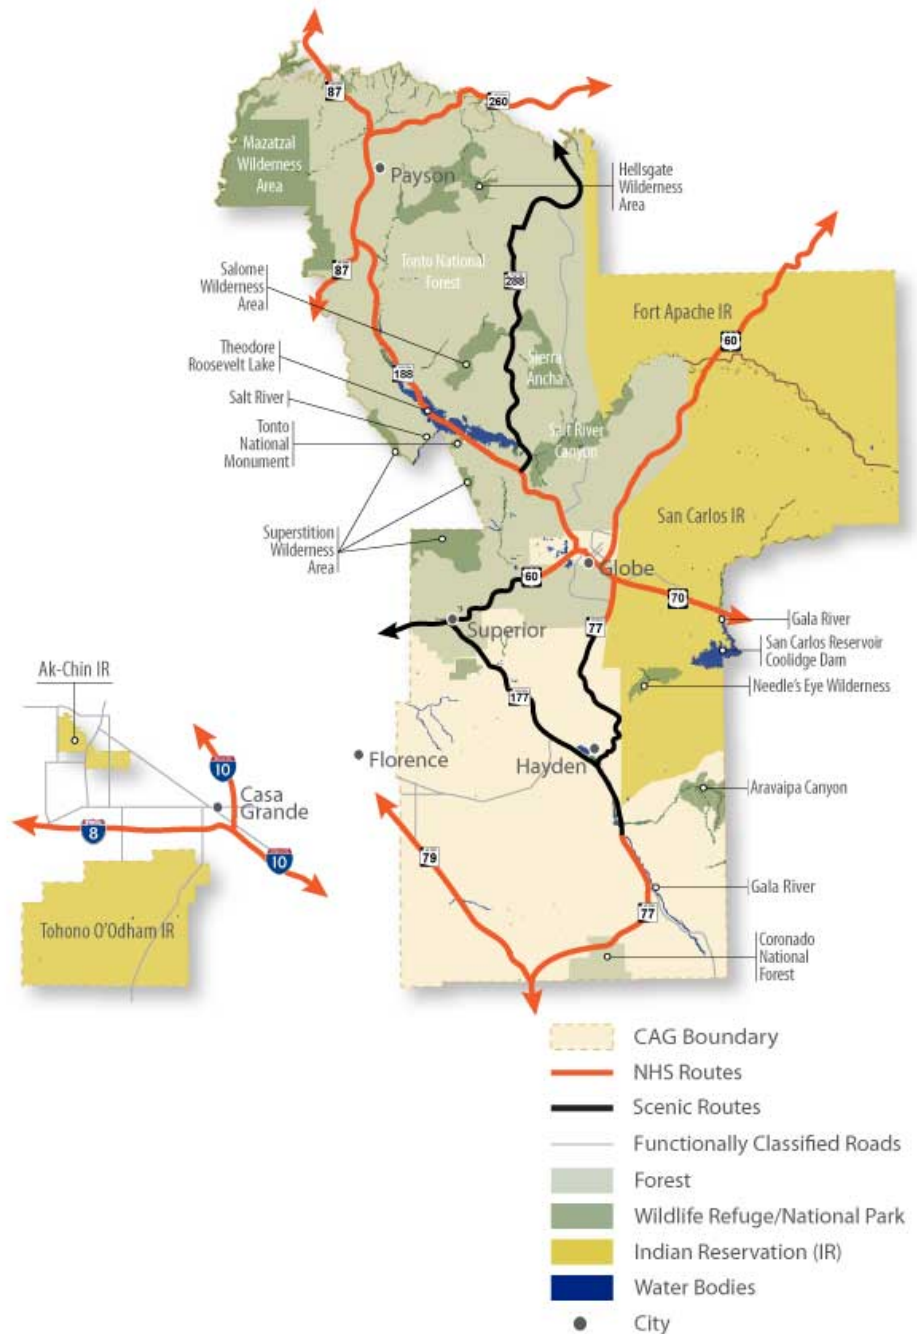 87
260
Mazatzal
Wilderness
Area
Payson
Hellsgate
Wilderness
Area
87
Tonto National
Forest
288
Salome
Wilderness
Area
Fort Apache IR
60
Theodore
Roosevelt Lake
188
Sierra
Ancha
Salt River
Tonto
National
Monument
Salt River
Canyon
San Carlos IR
Superstition
Wilderness
Area
60
Globe
70
Gala River
Superior
77
San Carlos Reservoir
Coolidge Dam
Ak-Chin IR
Needle's Eye Wilderness
177
Florence
Hayden
10
Casa
Grande
Aravaipa Canyon
8
10
79
Gala River
77
Tohono O'Odham IR
Coronado
National
Forest
CAG Boundary
NHS Routes
Scenic Routes
Functionally Classified Roads
Forest
Wildlife Refuge/National Park
Indian Reservation (IR)
Water Bodies
City